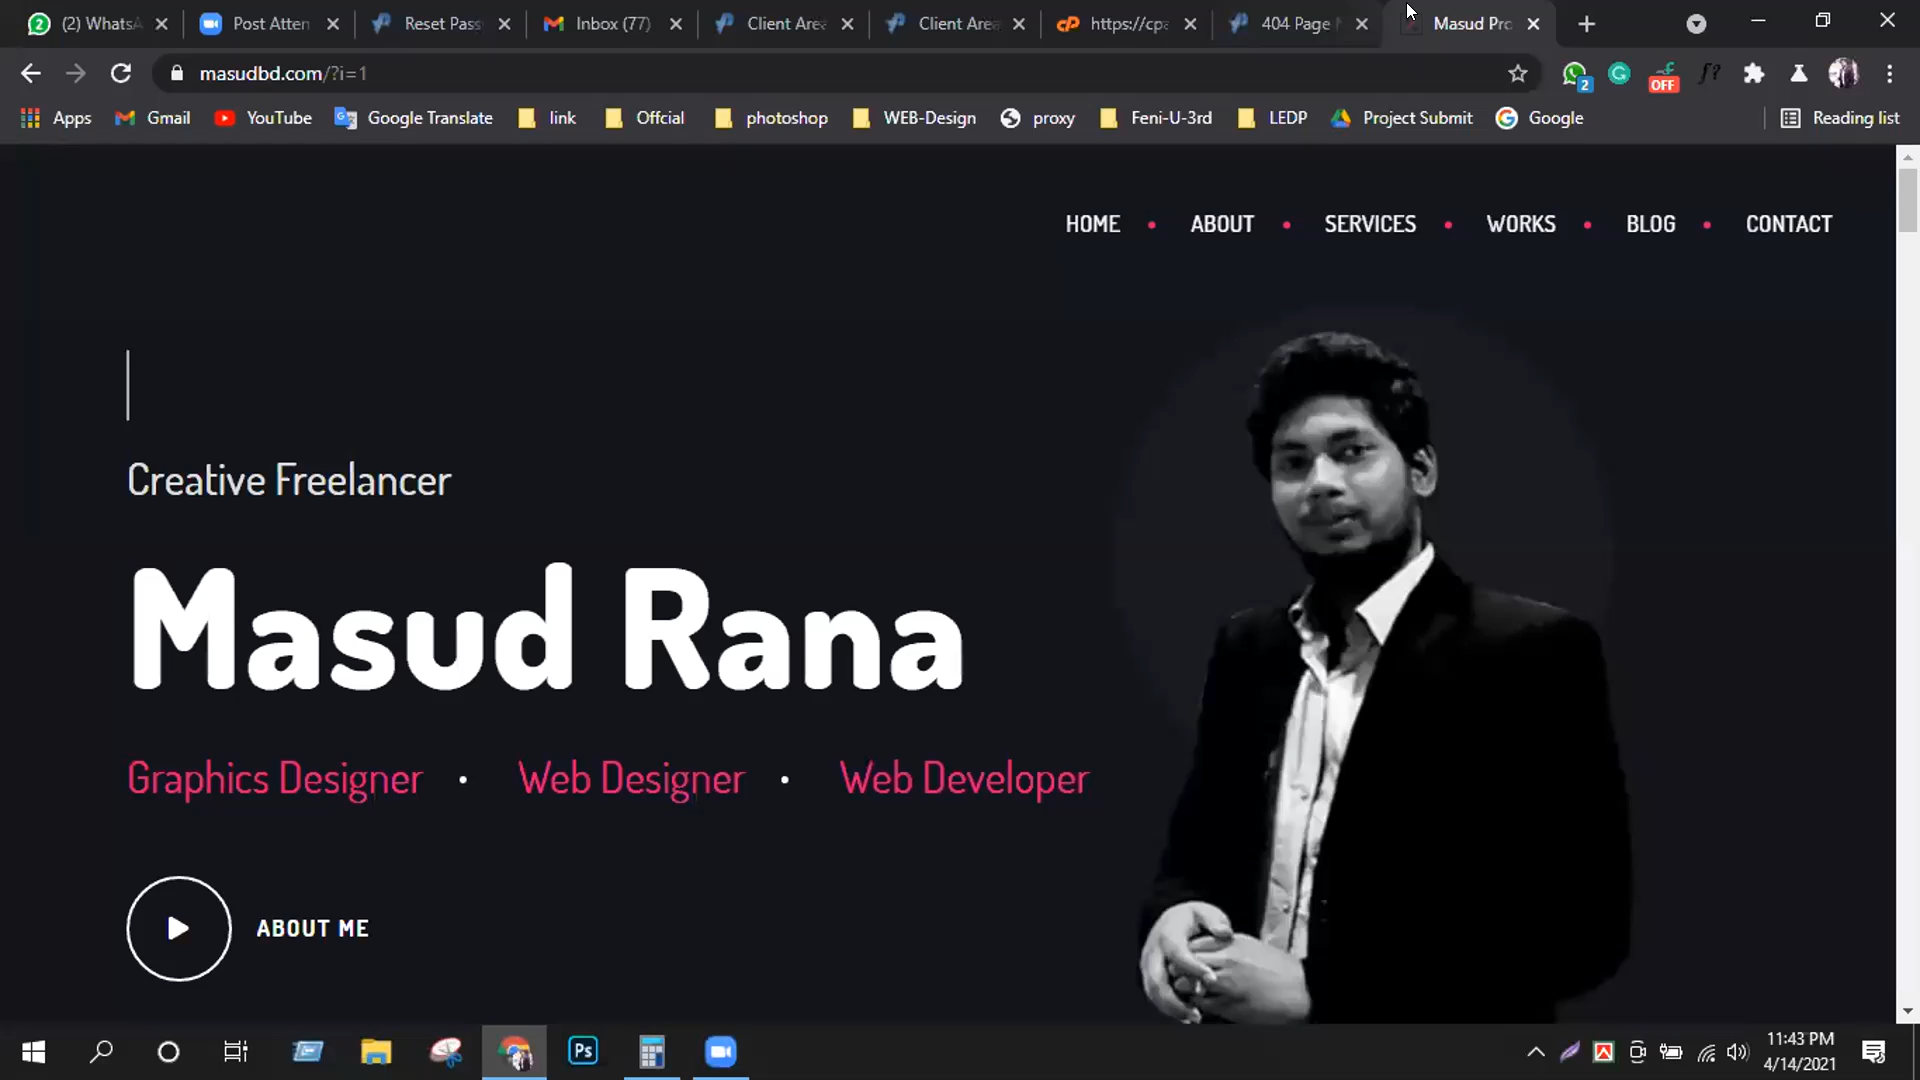 (2) WhatsA
Post Atten
Reset Pass
Inbox (77)
Client Area
Client Area
https://cpa
404 Page
Masud Pro
masudbd.com/?i=1
2
OFF
f?
Apps
Gmail
YouTube
Google Translate
link
Offcial
photoshop
WEB-Design
proxy
Feni-U-3rd
LEDP
Project Submit
Google
Reading list
HOME • ABOUT • SERVICES • WORKS • BLOG • CONTACT
Creative Freelancer
Masud Rana
Graphics Designer • Web Designer • Web Developer
ABOUT ME
Ps
11:43 PM
4/14/2021